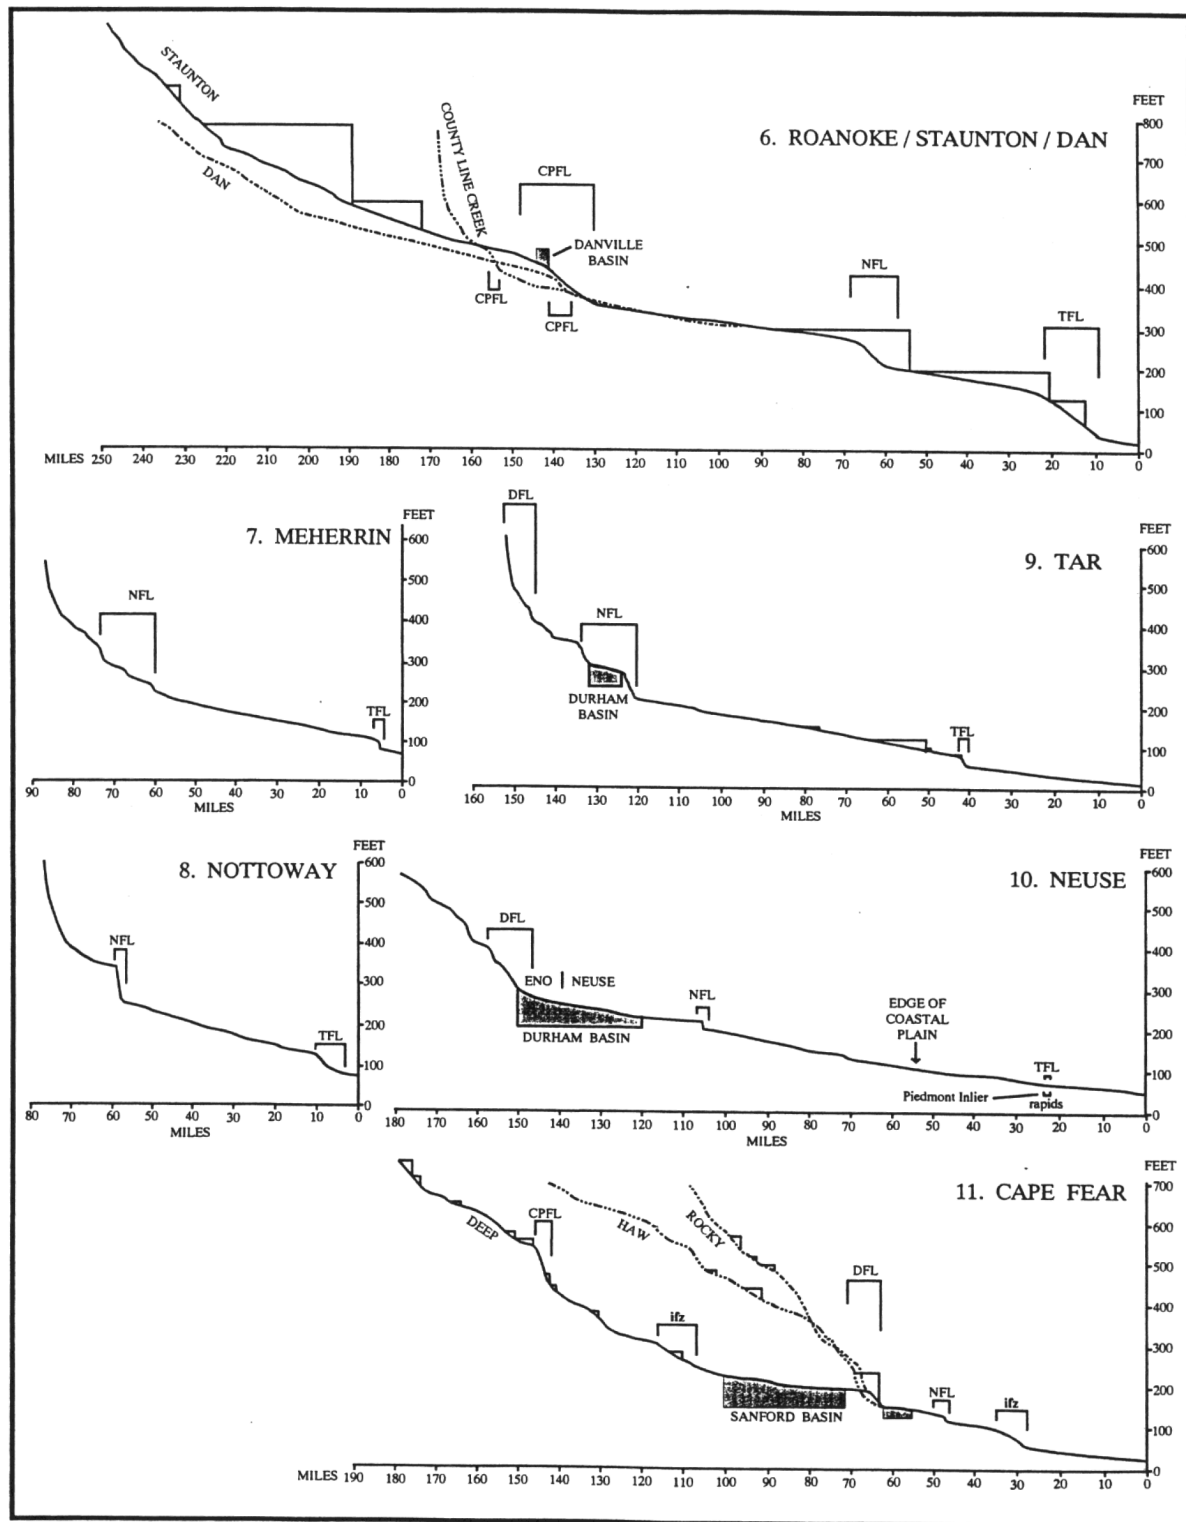 STAUNTON
DAN
COUNTY LINE CREEK
CPFL
DANVILLE
BASIN
CPFL
CPFL
NFL
TFL
6. ROANOKE / STAUNTON / DAN
FEET
800
700
600
500
400
300
200
100
MILES 250 240 230 220 210 200 190 180 170 160 150 140 130 120 110 100 90 80 70 60 50 40 30 20 10 0
7. MEHERRIN
FEET
600
500
400
300
200
100
0
NFL
TFL
90 80 70 60 50 40 30 20 10 0
MILES
9. TAR
FEET
600
500
400
300
200
100
0
DFL
NFL
DURHAM
BASIN
TFL
160 150 140 130 120 110 100 90 80 70 60 50 40 30 20 10 0
MILES
8. NOTTOWAY
FEET
600
500
400
300
200
100
0
NFL
TFL
80 70 60 50 40 30 20 10 0
MILES
10. NEUSE
FEET
600
500
400
300
200
100
0
DFL
ENO NEUSE
DURHAM BASIN
NFL
EDGE OF
COASTAL
PLAIN
TFL
Piedmont Inlier
rapids
180 170 160 150 140 130 120 110 100 90 80 70 60 50 40 30 20 10 0
MILES
11. CAPE FEAR
FEET
700
600
500
400
300
200
100
0
DEEP
CPFL
HAW
ROCKY
DFL
ifz
SANFORD BASIN
NFL
ifz
MILES 190 180 170 160 150 140 130 120 110 100 90 80 70 60 50 40 30 20 10 0